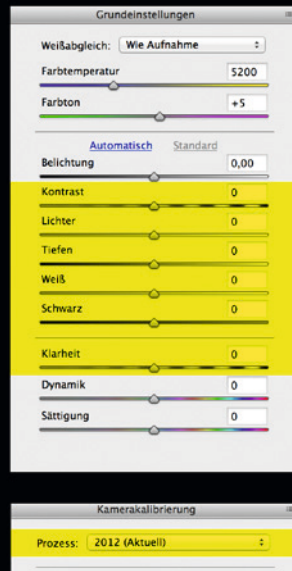 Grundeinstellungen
Weißabgleich: Wie Aufnahme
Farbtemperatur 5200
Farbton +5
Automatisch Standard
Belichtung 0,00
Kontrast 0
Lichter 0
Tiefen 0
Weiß 0
Schwarz 0
Klarheit 0
Dynamik 0
Sättigung 0
Kamerakalibrierung
Prozess: 2012 (Aktuell)